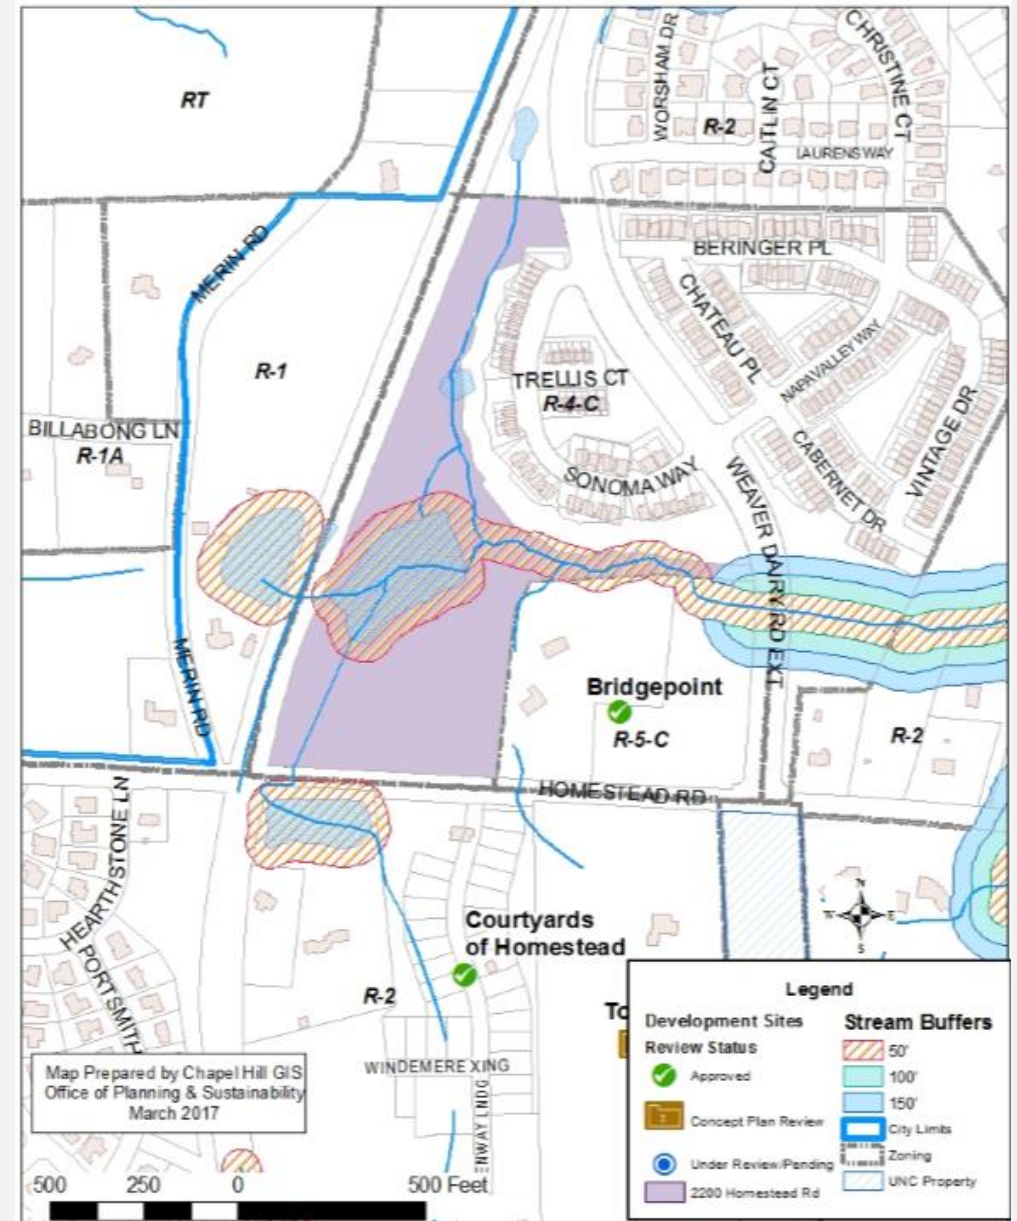 RT
WORSHAM DR
CAITLIN CT
CHRISTINE CT
R-2
LAURENS WAY
MERIN RD
BERINGER PL
CHATEAU PL
NAPA VALLEY WAY
R-1
TRELLIS CT
R-4-C
BILLABONG LN
R-1A
SONOMA WAY
CABERNET DR
VINTAGE DR
WEAVER DAIRY RD EXT
MERIN RD
Bridgepoint
R-5-C
R-2
HOMESTEAD RD
HEARTHSTONE LN
PORTSMITH
Courtyards
of Homestead
N
W E
S
R-2
To
WINDEMERE XING
ENWAY LNDG
Map Prepared by Chapel Hill GIS
Office of Planning & Sustainability
March 2017
500 250 0 500 Feet
Legend
Development Sites
Review Status
Approved
Concept Plan Review
Under Review/Pending
2200 Homestead Rd
Stream Buffers
50'
100'
150'
City Limits
Zoning
UNC Property